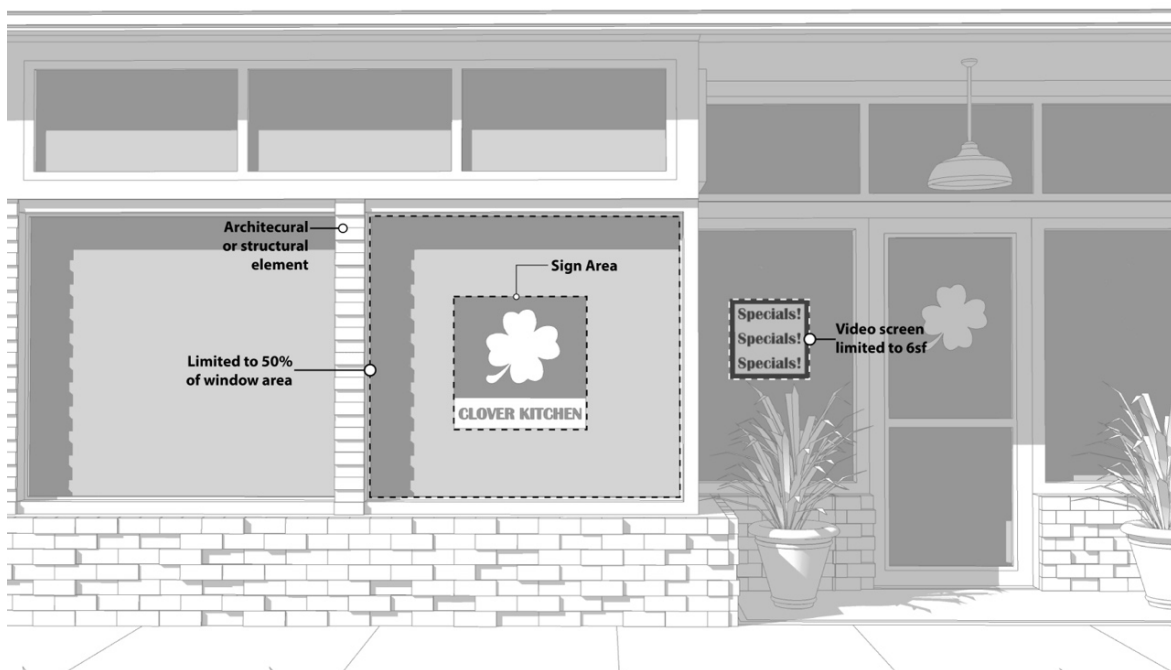 Architecural
or structural
element
Sign Area
Limited to 50%
of window area
CLOVER KITCHEN
Specials!
Specials!
Specials!
Video screen
limited to 6sf